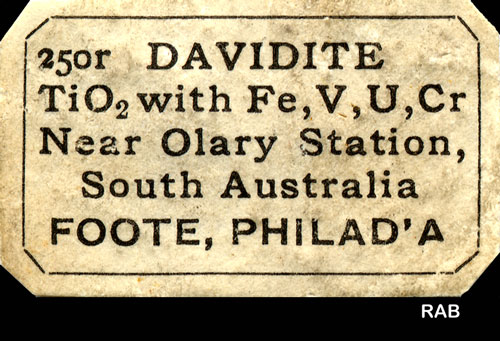 250r DAVIDITE
TiO₂ with Fe, V, U, Cr
Near Olary Station,
South Australia
FOOTE, PHILAD'A
RAB